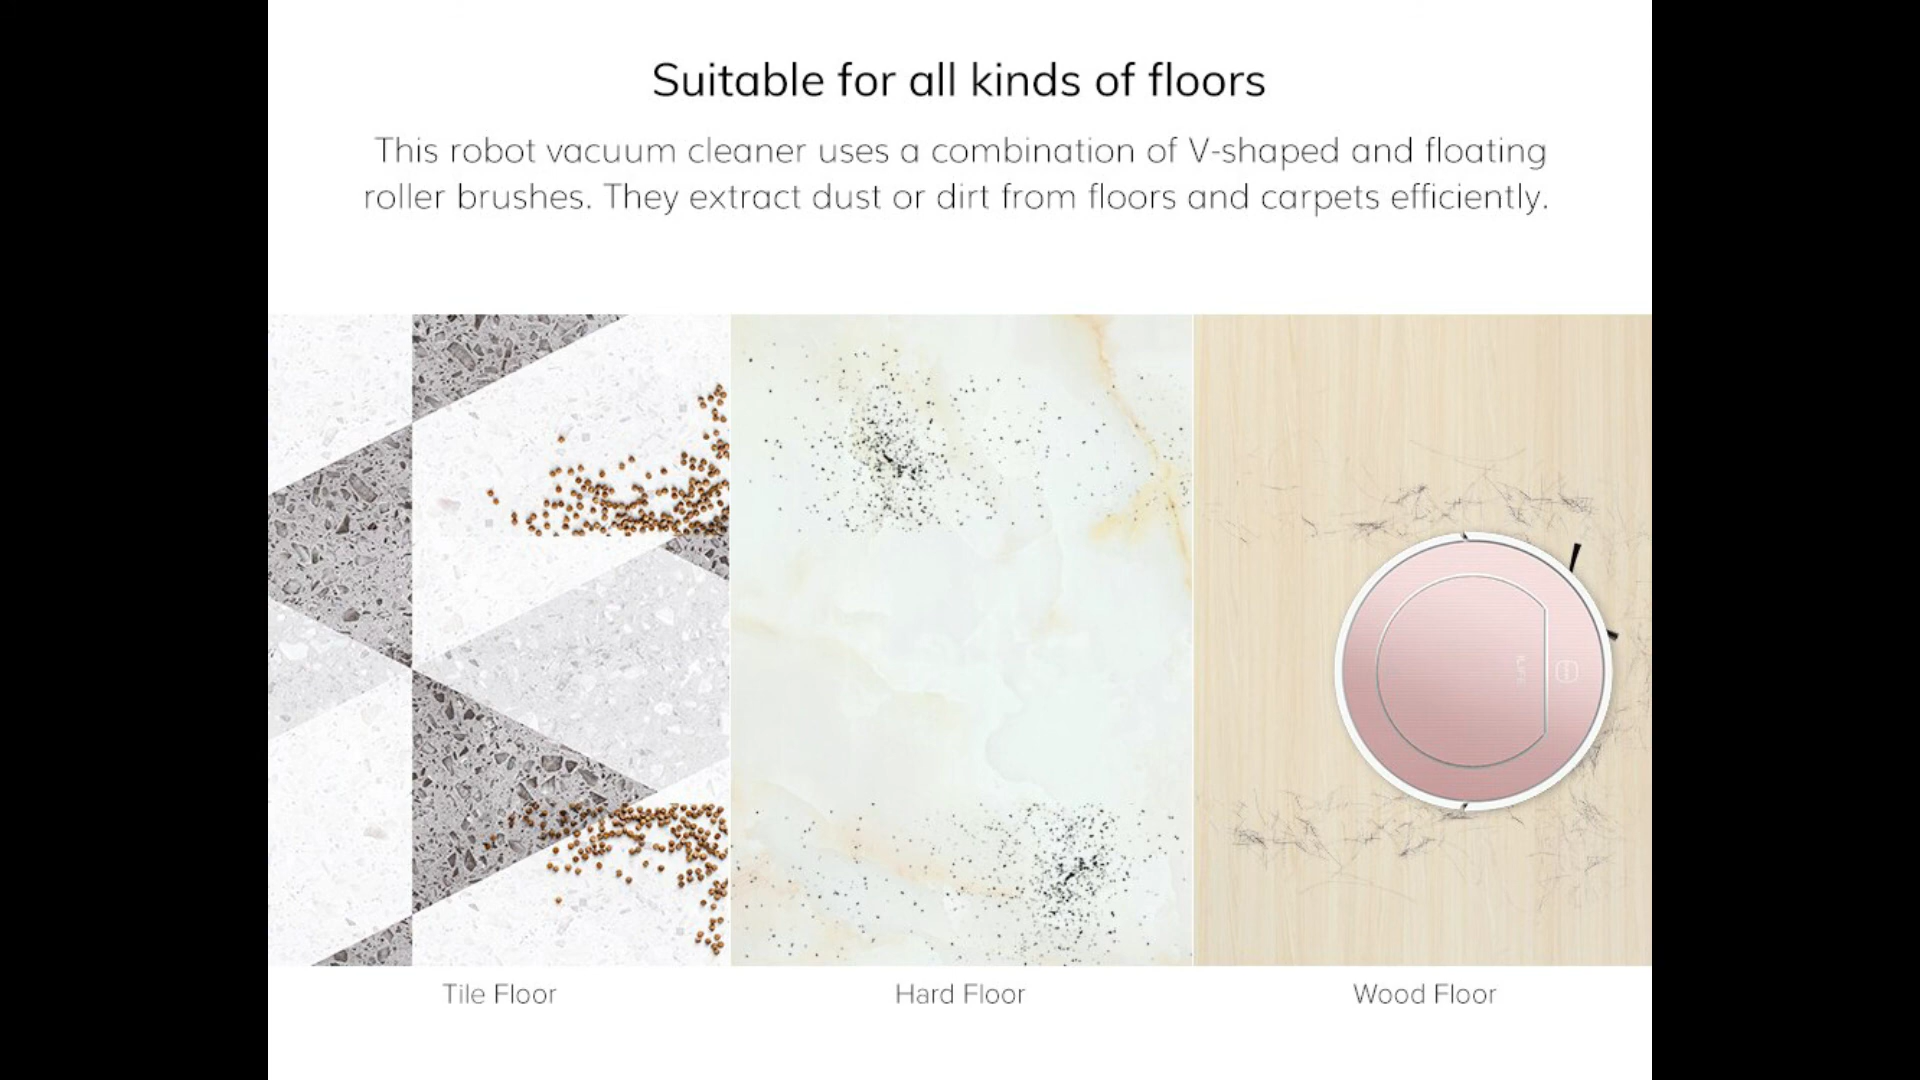 Suitable for all kinds of floors
This robot vacuum cleaner uses a combination of V-shaped and floating
roller brushes. They extract dust or dirt from floors and carpets efficiently.
ILIFE
Tile Floor
Hard Floor
Wood Floor